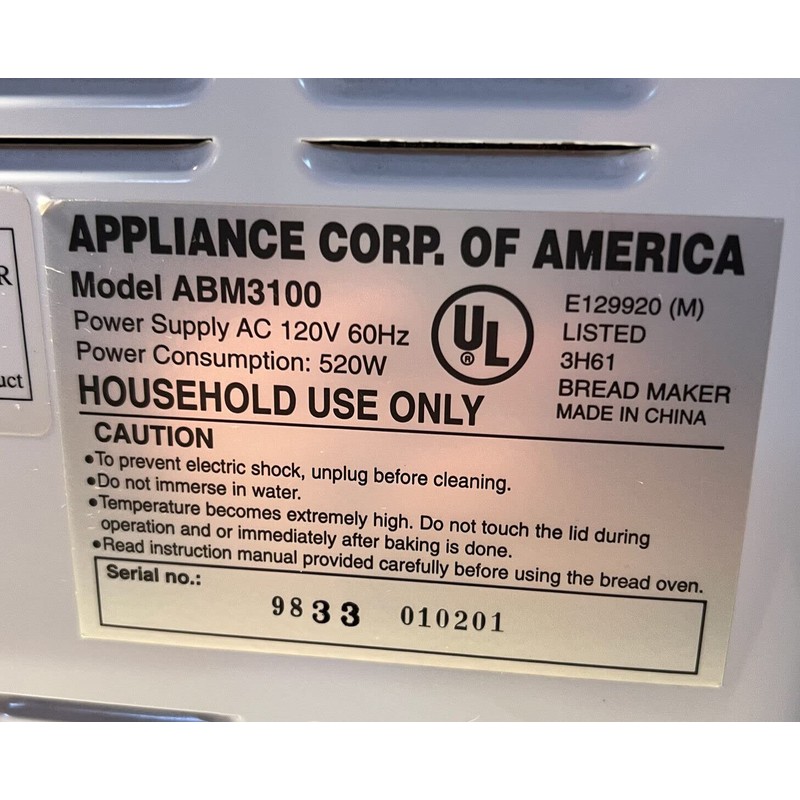 APPLIANCE CORP. OF AMERICA
Model ABM3100
Power Supply AC 120V 60Hz
Power Consumption: 520W
HOUSEHOLD USE ONLY
UL
®
E129920 (M)
LISTED
3H61
BREAD MAKER
MADE IN CHINA
CAUTION
•To prevent electric shock, unplug before cleaning.
•Do not immerse in water.
•Temperature becomes extremely high. Do not touch the lid during
operation and or immediately after baking is done.
•Read instruction manual provided carefully before using the bread oven.
Serial no.:
9833 010201
R
uct